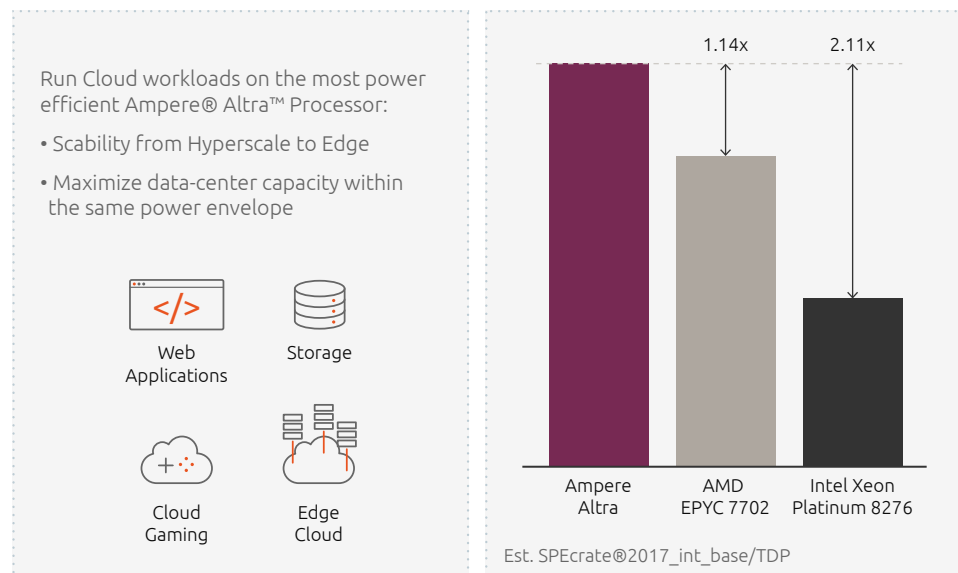 Run Cloud workloads on the most power
efficient Ampere® Altra™ Processor:
• Scability from Hyperscale to Edge
• Maximize data-center capacity within
the same power envelope
</>
Web
Applications
Storage
Cloud
Gaming
Edge
Cloud
1.14x
2.11x
Ampere
Altra
AMD
EPYC 7702
Intel Xeon
Platinum 8276
Est. SPEcrate®2017_int_base/TDP